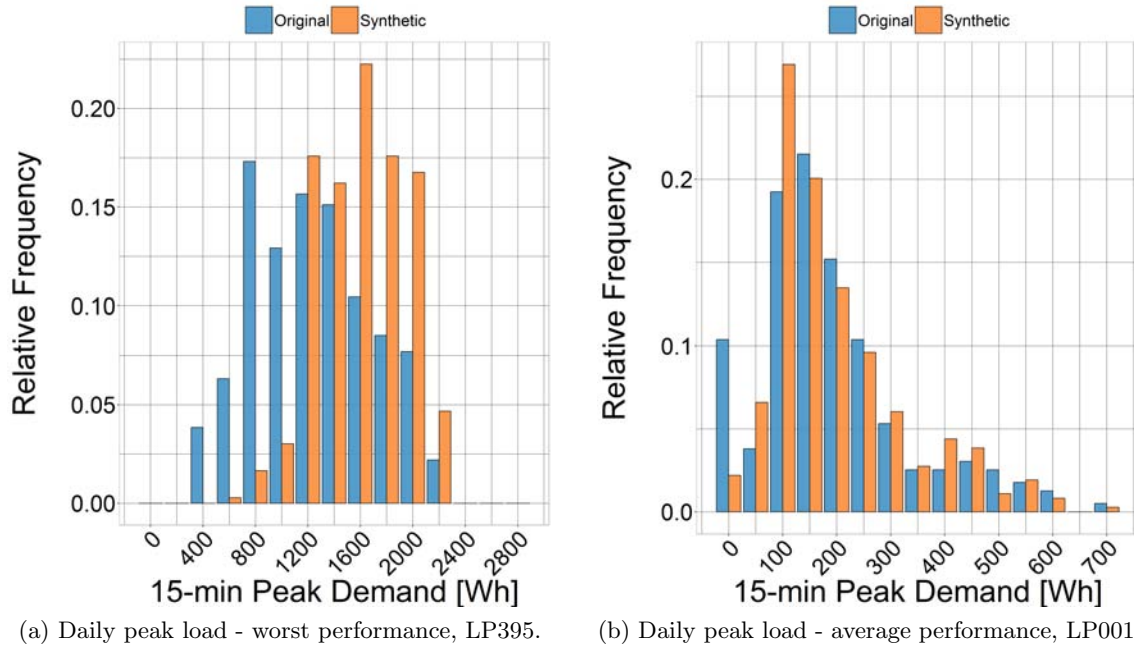 Original Synthetic
0.20
0.15
0.10
0.05
0.00
Relative Frequency
0 400 800 1200 1600 2000 2400 2800
15-min Peak Demand [Wh]
(a) Daily peak load - worst performance, LP395.
Original Synthetic
0.2
0.1
0.0
Relative Frequency
0 100 200 300 400 500 600 700
15-min Peak Demand [Wh]
(b) Daily peak load - average performance, LP001